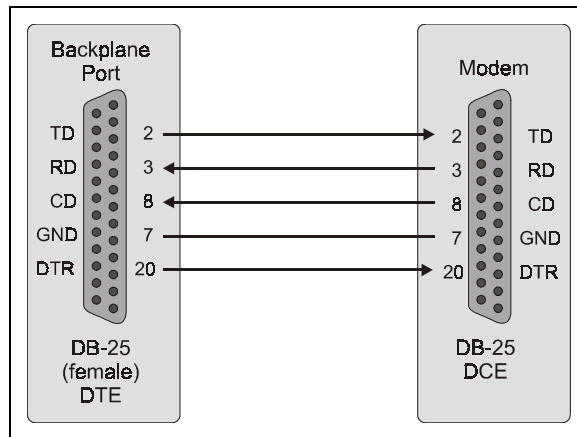 Backplane
Port
Modem
TD 2 2 TD
RD 3 3 RD
CD 8 8 CD
GND 7 7 GND
DTR 20 20 DTR
DB-25
(female)
DTE
DB-25
DCE